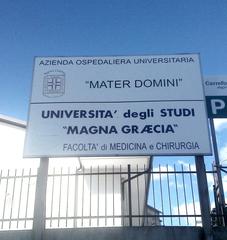 AZIENDA OSPEDALIERA UNIVERSITARIA
"MATER DOMINI"
UNIVERSITA' degli STUDI
"MAGNA GRÆCIA"
FACOLTA' di MEDICINA e CHIRURGIA
P